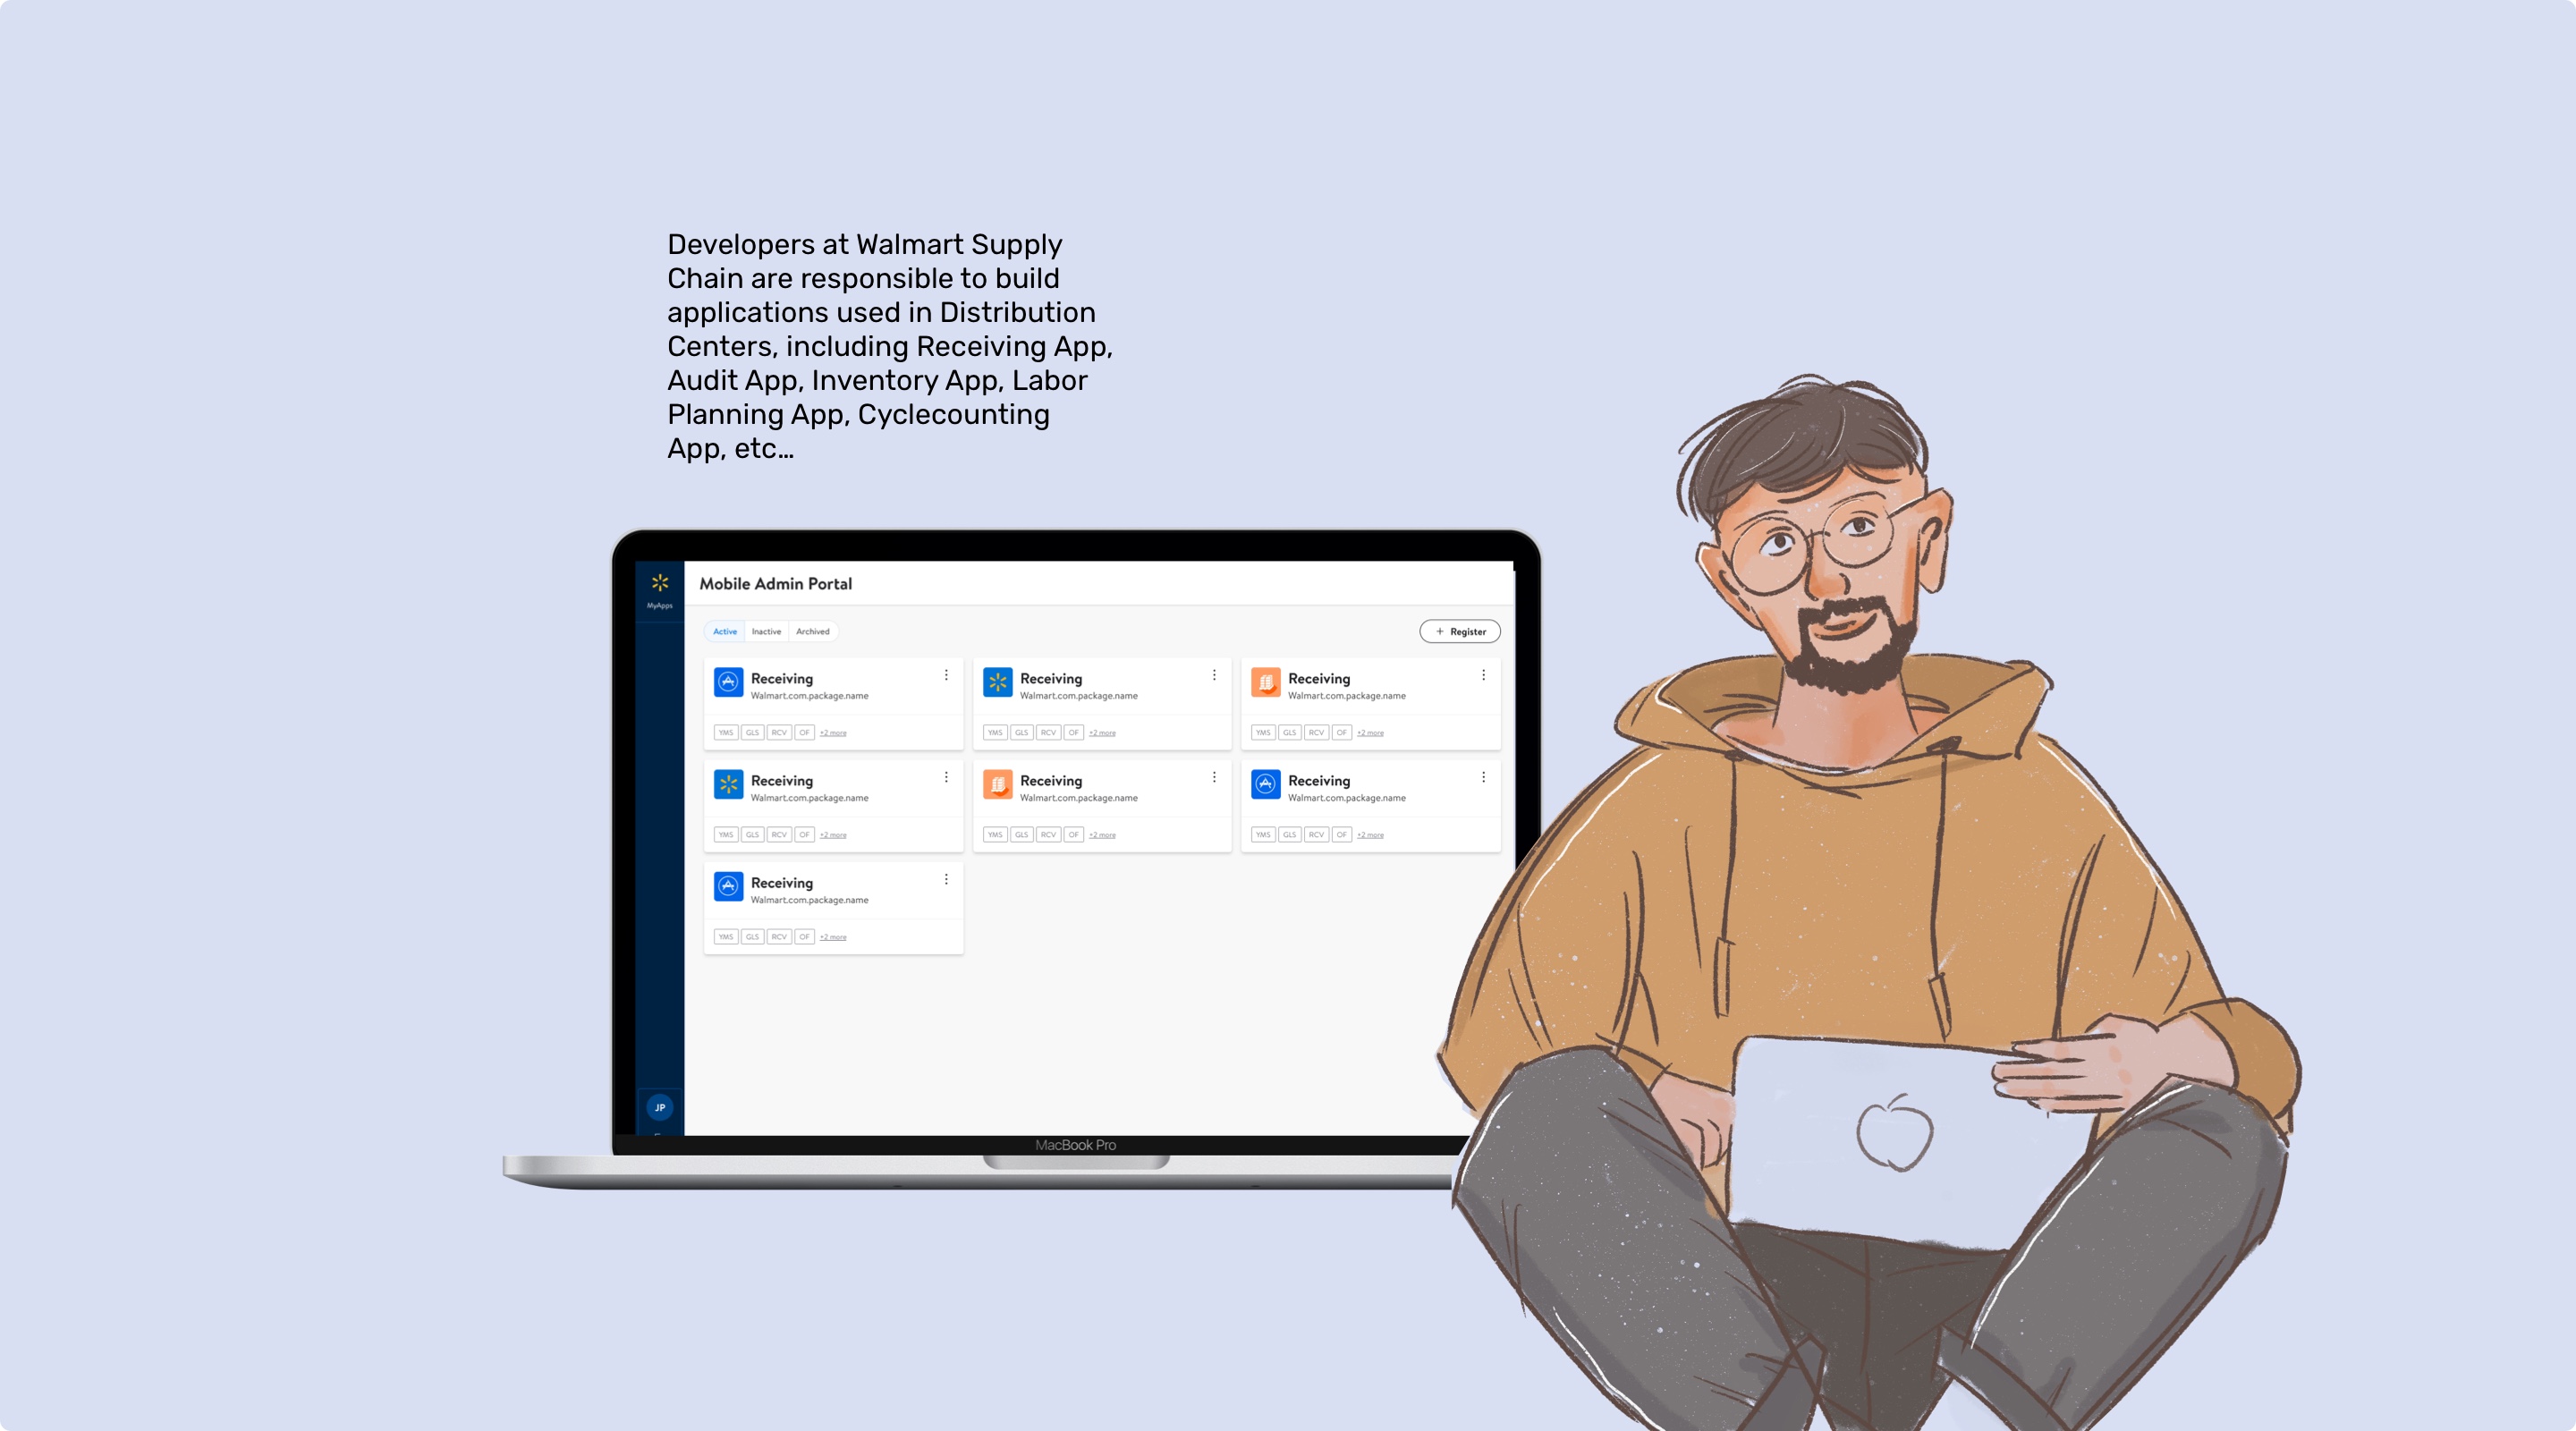 Developers at Walmart Supply
Chain are responsible to build
applications used in Distribution
Centers, including Receiving App,
Audit App, Inventory App, Labor
Planning App, Cyclecounting
App, etc...
MyApps
Mobile Admin Portal
Active Inactive Archived
+ Register
Receiving
Walmart.com.package.name
YMS GLS RCV OF +2 more
Receiving
Walmart.com.package.name
YMS GLS RCV OF +2 more
Receiving
Walmart.com.package.name
YMS GLS RCV OF +2 more
Receiving
Walmart.com.package.name
YMS GLS RCV OF +2 more
Receiving
Walmart.com.package.name
YMS GLS RCV OF +2 more
Receiving
Walmart.com.package.name
YMS GLS RCV OF +2 more
Receiving
Walmart.com.package.name
YMS GLS RCV OF +2 more
JP
MacBook Pro